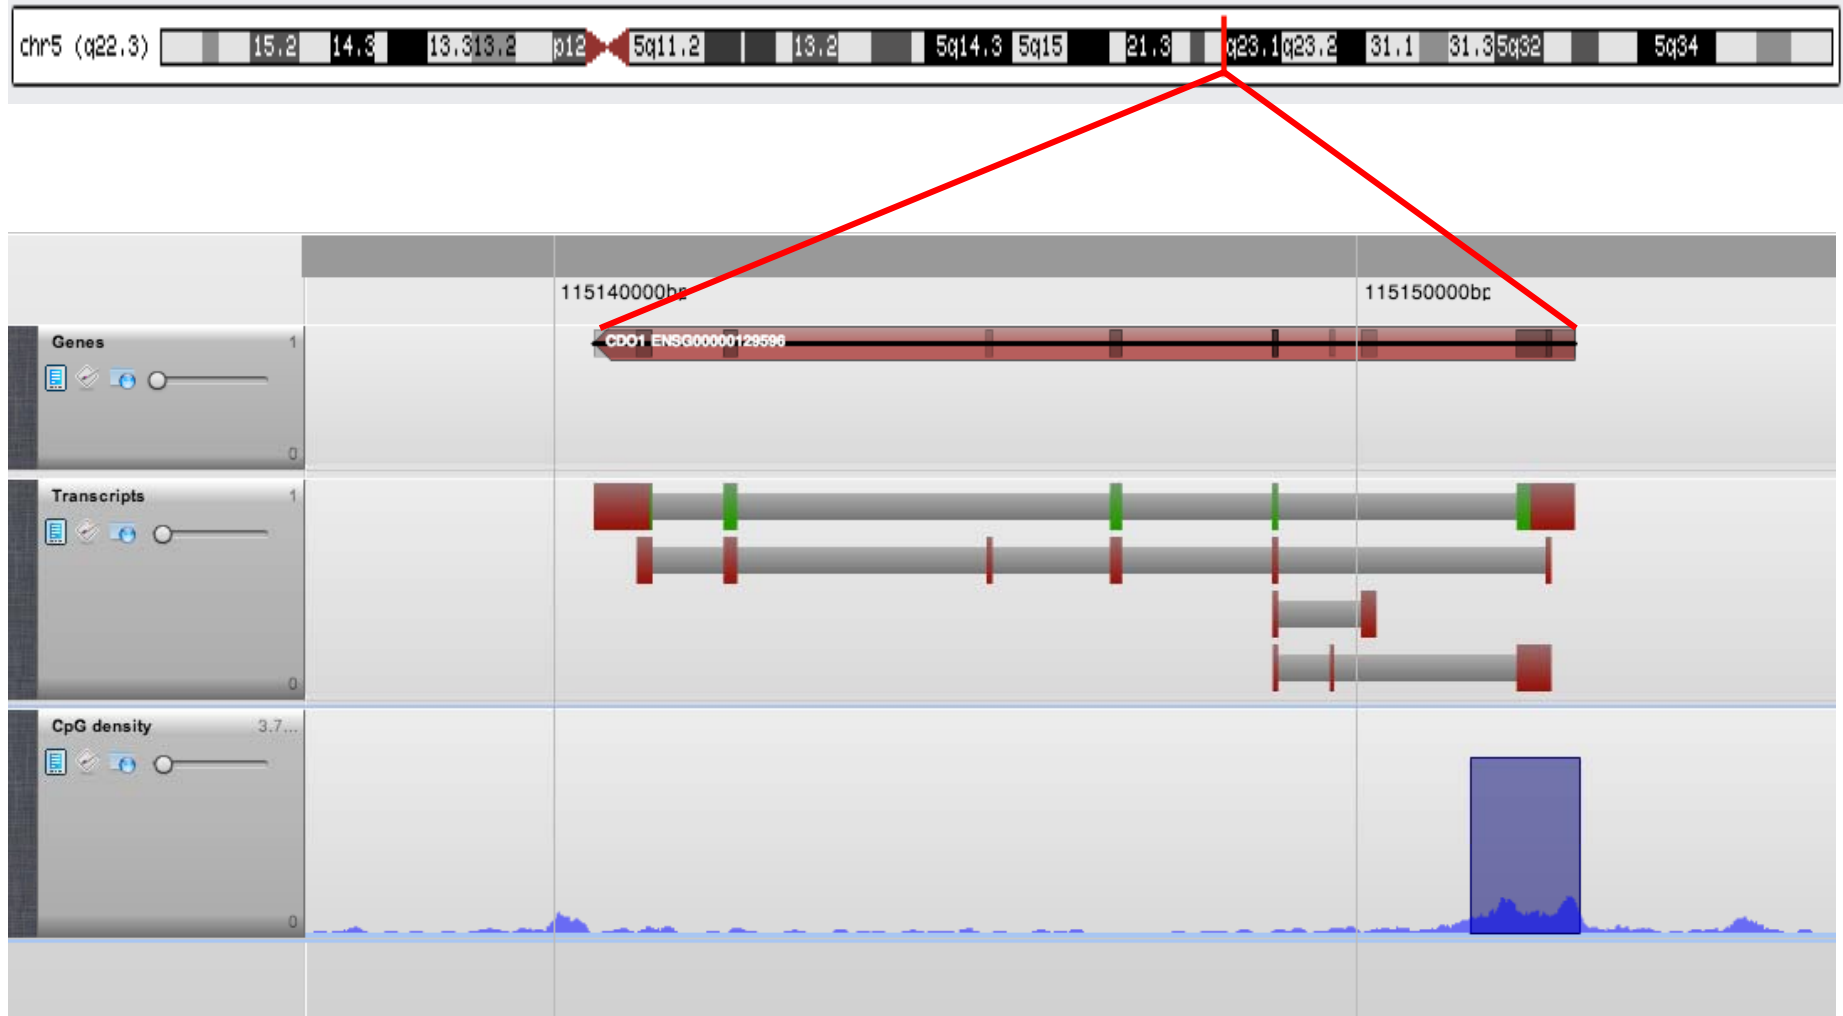 chr5 (q22.3) 15.2 14.3 13.3 13.2 p12 5q11.2 13.2 5q14.3 5q15 21.3 q23.1 q23.2 31.1 31.3 5q32 5q34
115140000bp 115150000bp
Genes 1
CDO1 ENSG00000129596
0
Transcripts 1
0
CpG density 3.7...
0